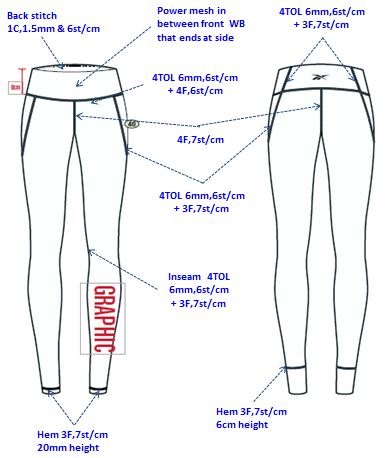 Back stitch
1C,1.5mm & 6st/cm
Power mesh in
between front WB
that ends at side
4TOL 6mm,6st/cm
+ 3F,7st/cm
4TOL 6mm,6st/cm
+ 4F,6st/cm
4F,7st/cm
4TOL 6mm,6st/cm
+ 3F,7st/cm
Inseam 4TOL
6mm,6st/cm
+ 3F,7st/cm
GRAPHIC
Hem 3F,7st/cm
20mm height
Hem 3F,7st/cm
6cm height